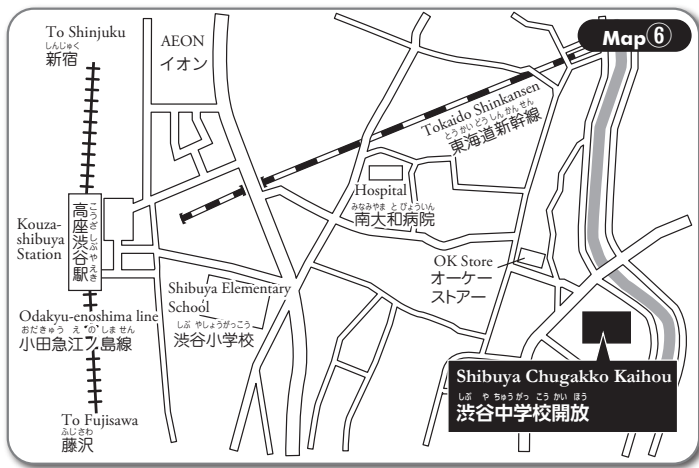 Map⑥
To Shinjuku
しんじゅく
新宿
AEON
イオン
Tokaido Shinkansen
とうかいどうしんかんせん
東海道新幹線
Hospital
みなみやまとびょういん
南大和病院
Kouza-
shibuya
Station
こうざしぶやえき
高座渋谷駅
OK Store
オーケー
ストアー
Shibuya Elementary
School
しぶやしょうがっこう
渋谷小学校
Odakyu-enoshima line
おだきゅうえのしません
小田急江ノ島線
Shibuya Chugakko Kaihou
しぶやちゅうがっこうかいほう
渋谷中学校開放
To Fujisawa
ふじさわ
藤沢